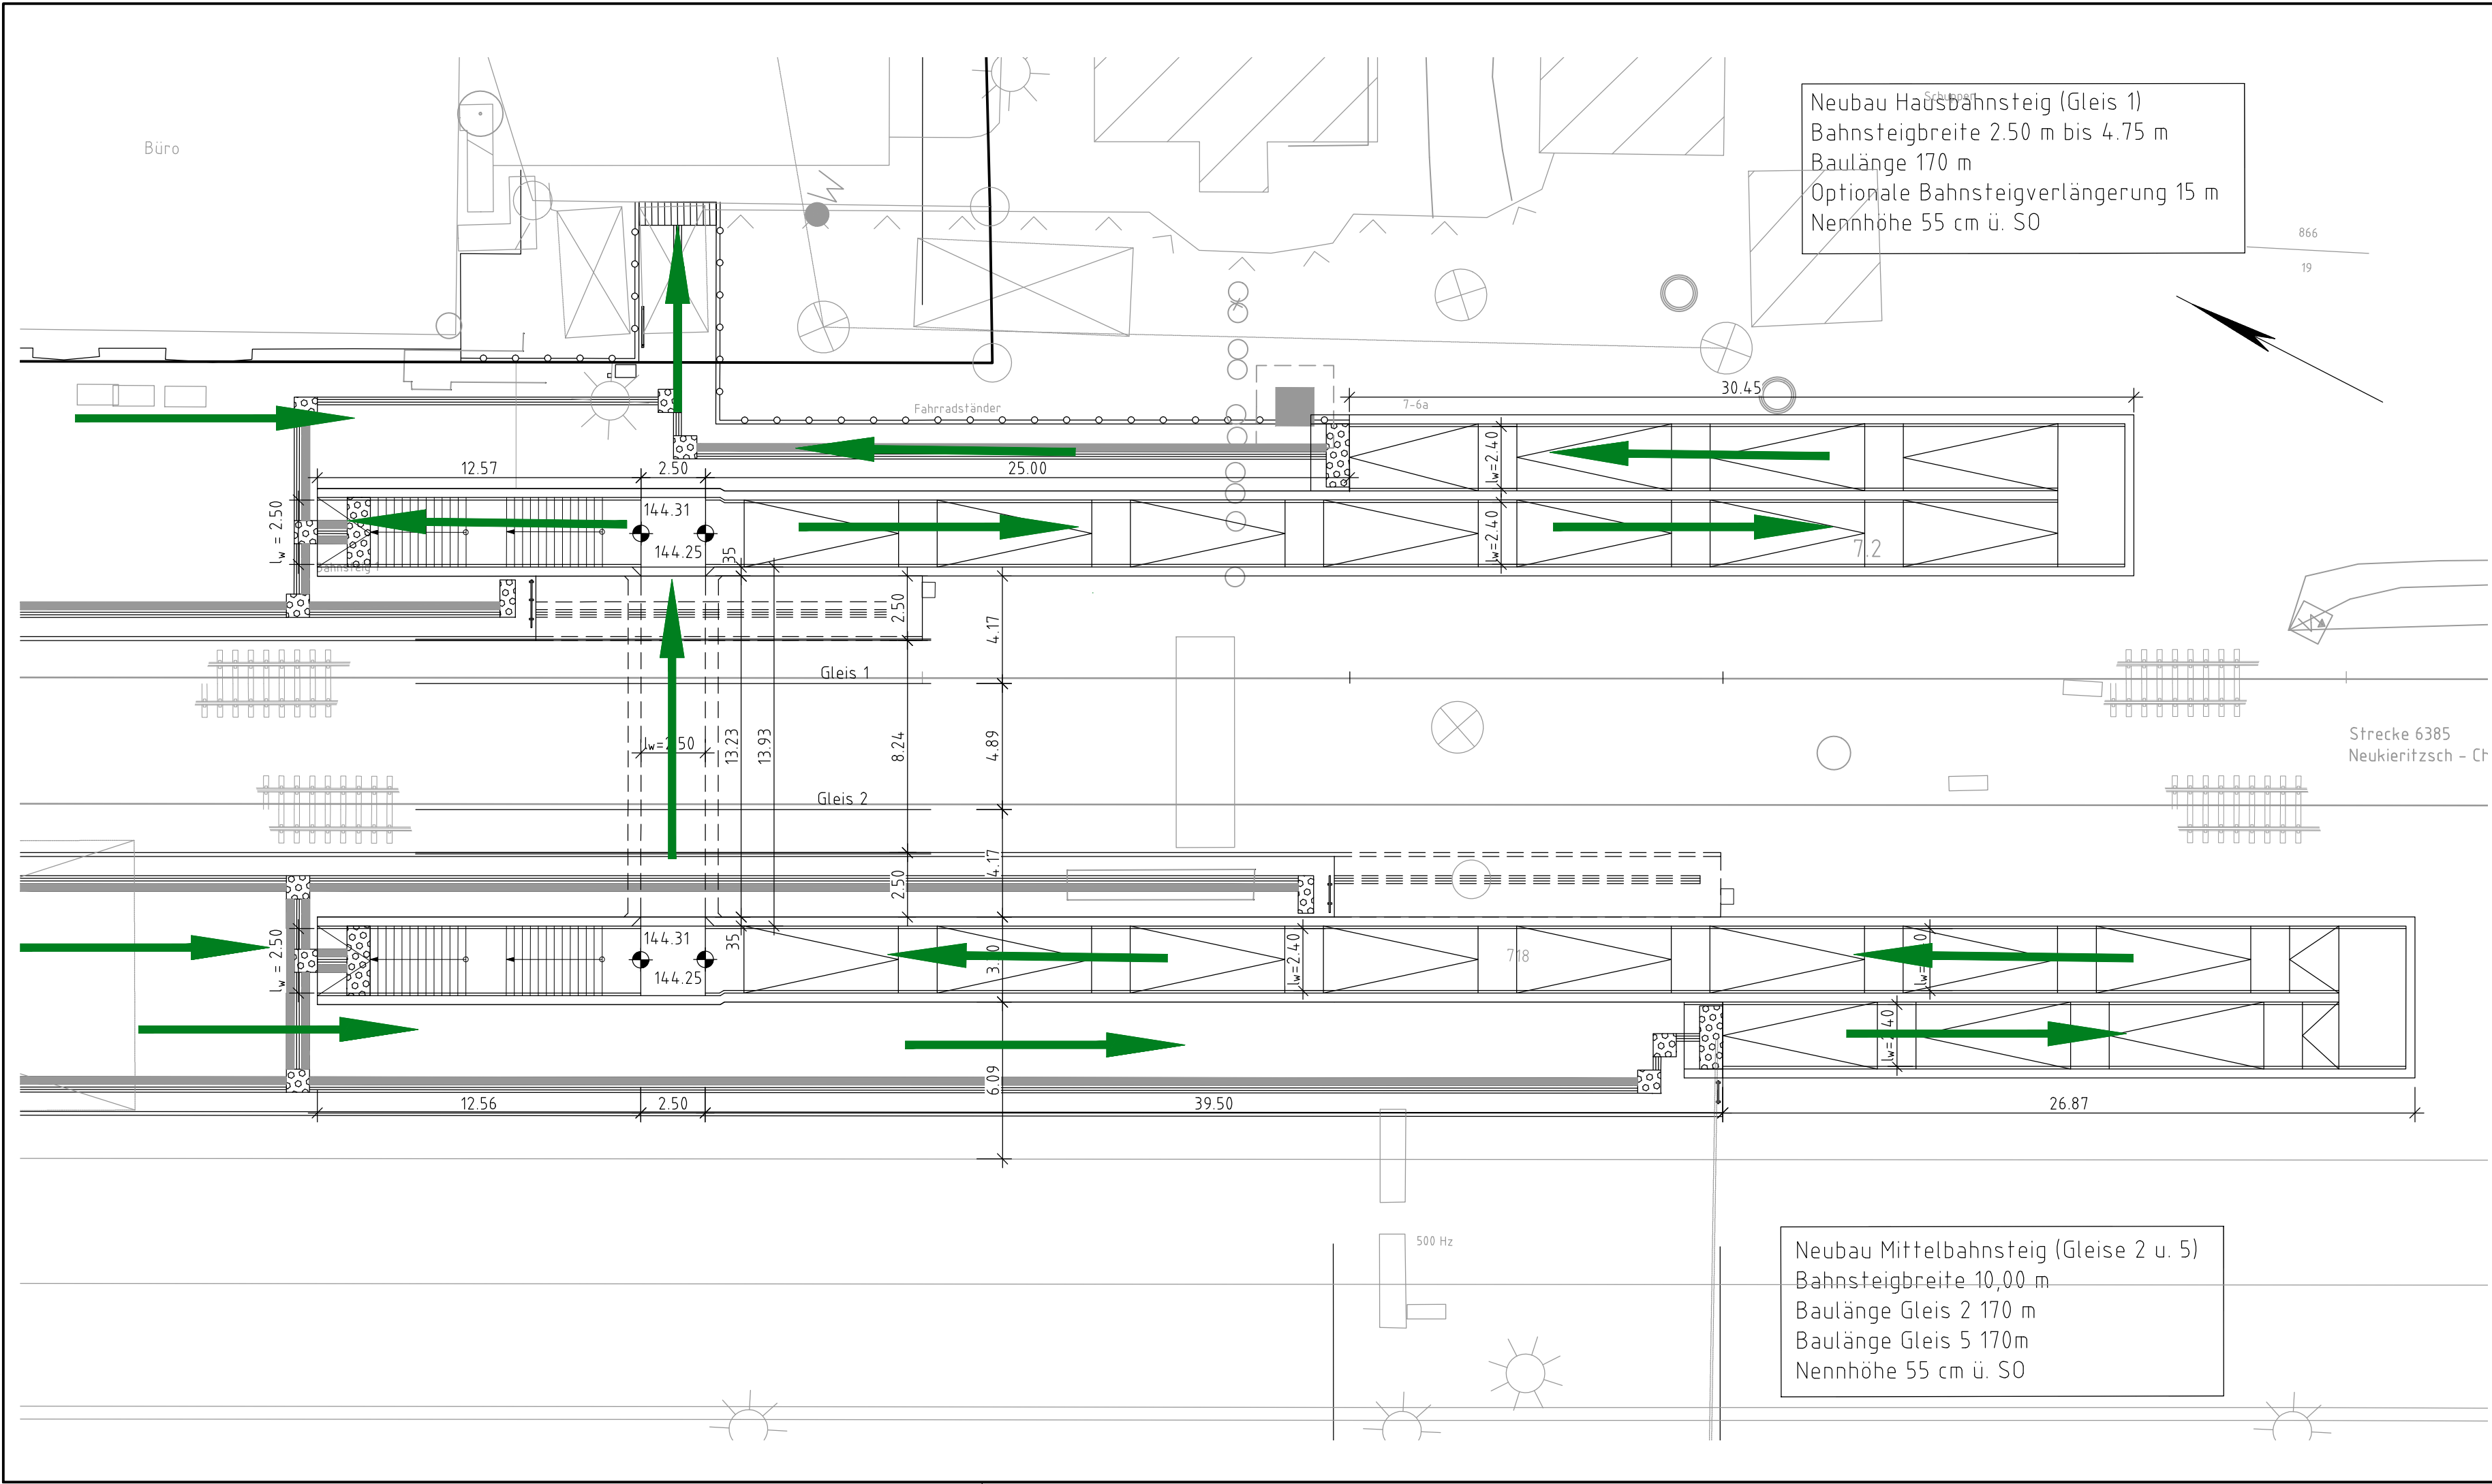 Büro
Schuppen
Neubau Hausbahnsteig (Gleis 1)
Bahnsteigbreite 2.50 m bis 4.75 m
Baulänge 170 m
Optionale Bahnsteigverlängerung 15 m
Nennhöhe 55 cm ü. SO
866
19
W
30.45
7-6a
Fahrradständer
12.57
2.50
25.00
lw=2.40
lw = 2.50
144.31
144.25
35
lw=2.40
7.2
Bahnsteig 1
2.50
4.17
Gleis 1
lw=2.50
13.23
13.93
8.24
4.89
Strecke 6385
Neukieritzsch - Ch
Gleis 2
4.17
2.50
lw = 2.50
144.31
144.25
35
lw=2.40
718
6.09
12.56
2.50
39.50
26.87
500 Hz
Neubau Mittelbahnsteig (Gleise 2 u. 5)
Bahnsteigbreite 10,00 m
Baulänge Gleis 2 170 m
Baulänge Gleis 5 170m
Nennhöhe 55 cm ü. SO